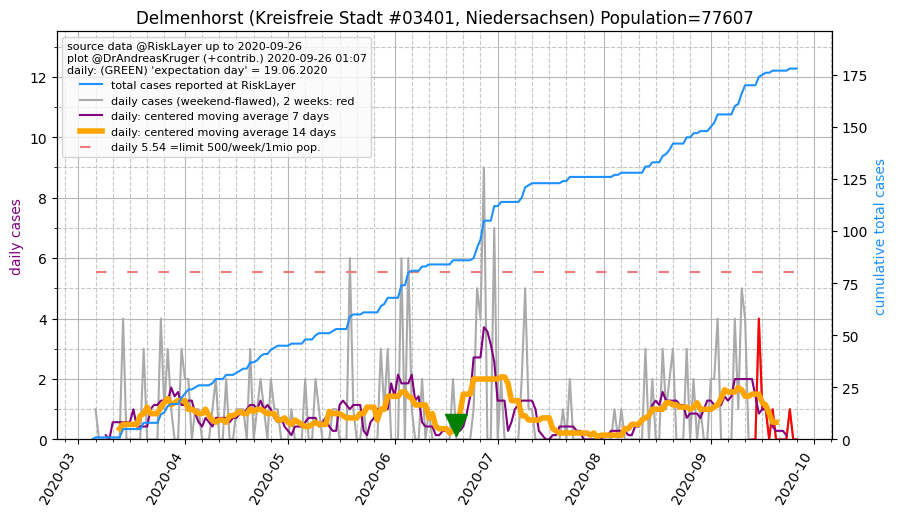 Delmenhorst (Kreisfreie Stadt #03401, Niedersachsen) Population=77607
source data @RiskLayer up to 2020-09-26
plot @DrAndreasKruger (+contrib.) 2020-09-26 01:07
daily: (GREEN) 'expectation day' = 19.06.2020
total cases reported at RiskLayer
daily cases (weekend-flawed), 2 weeks: red
daily: centered moving average 7 days
daily: centered moving average 14 days
daily 5.54 =limit 500/week/1mio pop.
daily cases
12
10
8
6
4
2
0
cumulative total cases
175
150
125
100
75
50
25
0
2020-03
2020-04
2020-05
2020-06
2020-07
2020-08
2020-09
2020-10